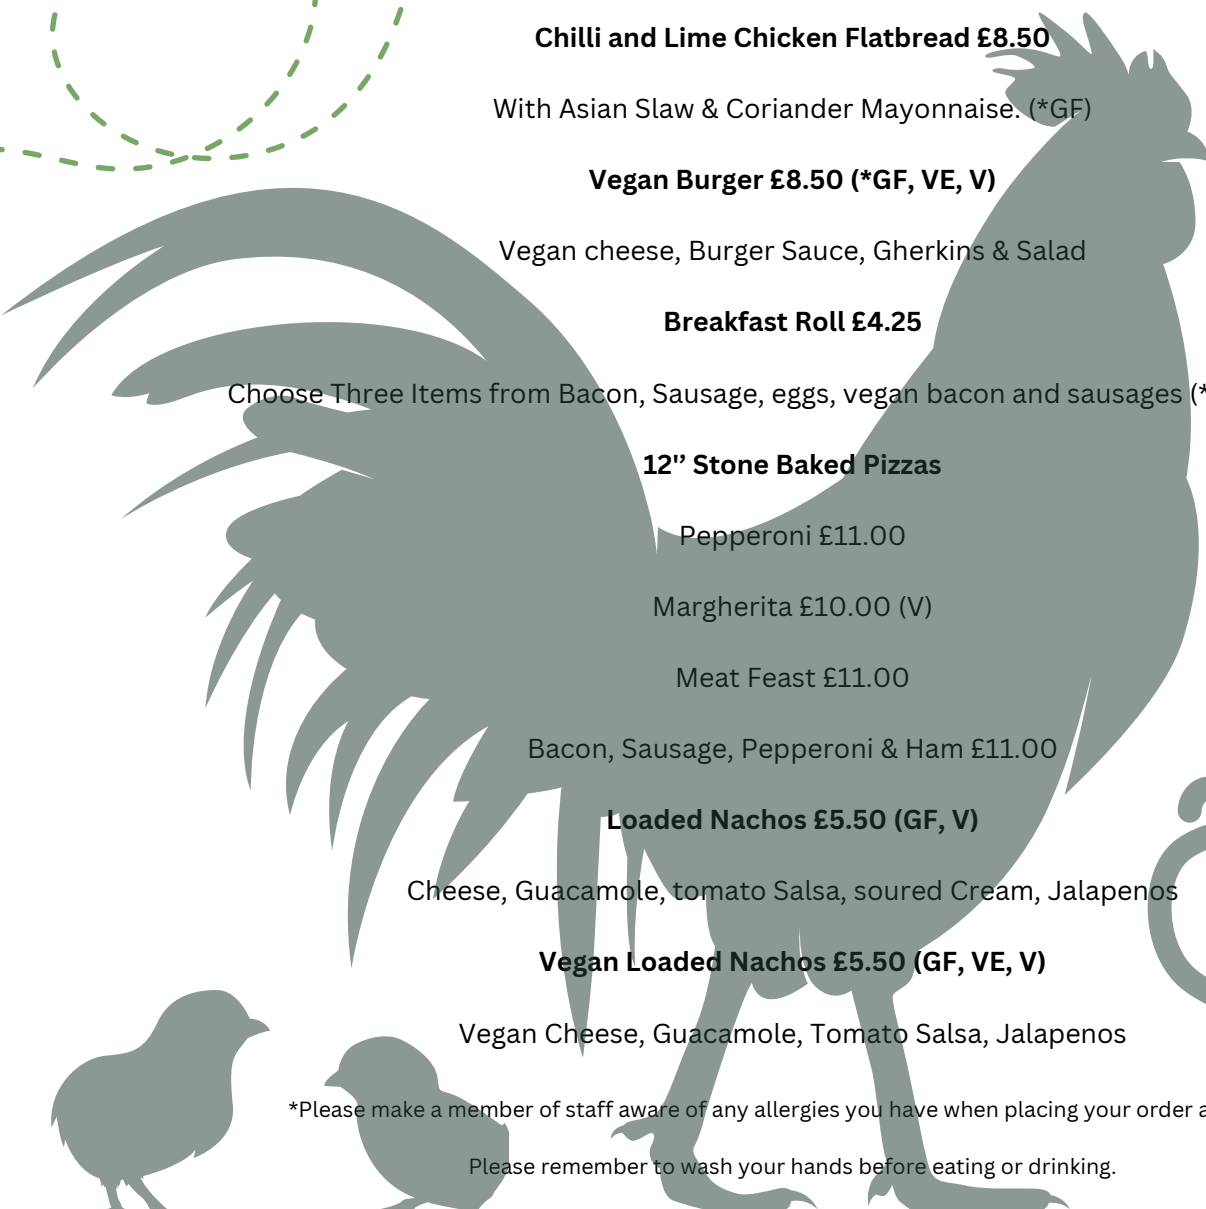 Chilli and Lime Chicken Flatbread £8.50
With Asian Slaw & Coriander Mayonnaise. (*GF)
Vegan Burger £8.50 (*GF, VE, V)
Vegan cheese, Burger Sauce, Gherkins & Salad
Breakfast Roll £4.25
Choose Three Items from Bacon, Sausage, eggs, vegan bacon and sausages (*
12" Stone Baked Pizzas
Pepperoni £11.00
Margherita £10.00 (V)
Meat Feast £11.00
Bacon, Sausage, Pepperoni & Ham £11.00
Loaded Nachos £5.50 (GF, V)
Cheese, Guacamole, tomato Salsa, soured Cream, Jalapenos
Vegan Loaded Nachos £5.50 (GF, VE, V)
Vegan Cheese, Guacamole, Tomato Salsa, Jalapenos
*Please make a member of staff aware of any allergies you have when placing your order
Please remember to wash your hands before eating or drinking.